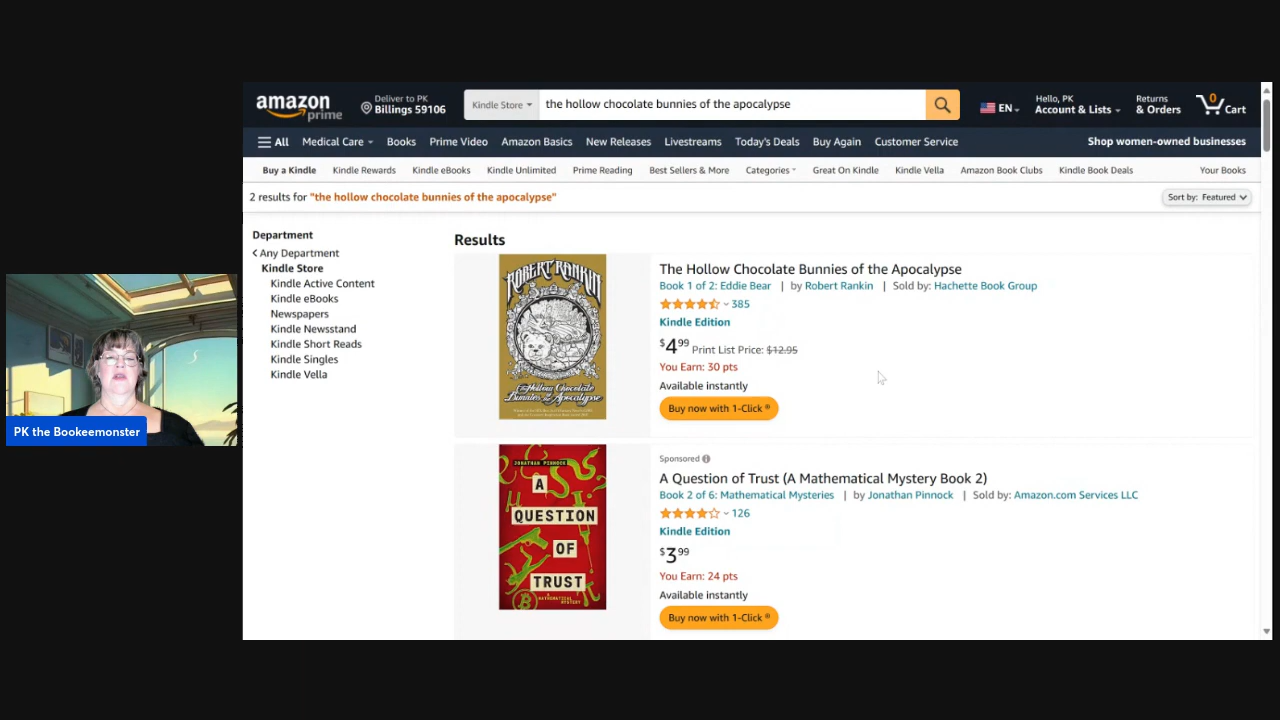 amazon
prime
Deliver to PK
Billings 59106
Kindle Store
the hollow chocolate bunnies of the apocalypse
EN
Hello, PK
Account & Lists
Returns
& Orders
0
Cart
All
Medical Care
Books
Prime Video
Amazon Basics
New Releases
Livestreams
Today's Deals
Buy Again
Customer Service
Shop women-owned businesses
Buy a Kindle
Kindle Rewards
Kindle eBooks
Kindle Unlimited
Prime Reading
Best Sellers & More
Categories
Great On Kindle
Kindle Vella
Amazon Book Clubs
Kindle Book Deals
Your Books
2 results for "the hollow chocolate bunnies of the apocalypse"
Sort by: Featured
Department
Any Department
Kindle Store
Kindle Active Content
Kindle eBooks
Newspapers
Kindle Newsstand
Kindle Short Reads
Kindle Singles
Kindle Vella
Results
ROBERT RANKIN
The Hollow Chocolate
Bunnies of the Apocalypse
The Hollow Chocolate Bunnies of the Apocalypse
Book 1 of 2: Eddie Bear | by Robert Rankin | Sold by: Hachette Book Group
385
Kindle Edition
$4.99 Print List Price: $12.95
You Earn: 30 pts
Available instantly
Buy now with 1-Click ®
JONATHAN PINNOCK
A
QUESTION
OF
TRUST
A MATHEMATICAL
MYSTERY
Sponsored
A Question of Trust (A Mathematical Mystery Book 2)
Book 2 of 6: Mathematical Mysteries | by Jonathan Pinnock | Sold by: Amazon.com Services LLC
126
Kindle Edition
$3.99
You Earn: 24 pts
Available instantly
Buy now with 1-Click ®
PK the Bookeemonster